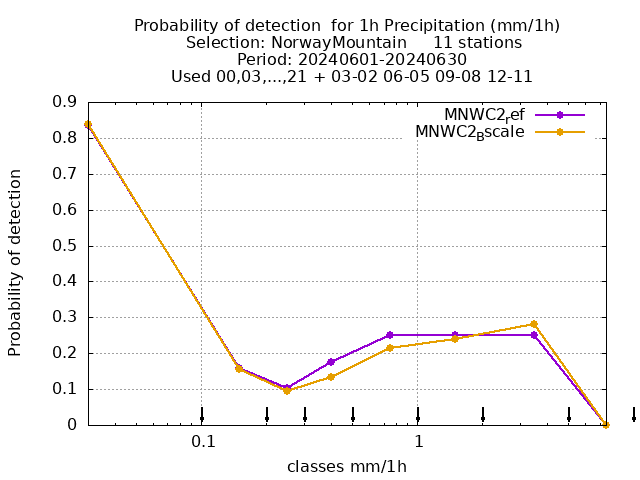 Probability of detection  for 1h Precipitation (mm/1h)
Selection: NorwayMountain     11 stations
Period: 20240601-20240630
Used 00,03,...,21 + 03-02 06-05 09-08 12-11
MNWC2ref
MNWC2Bscale
0.9
0.8
0.7
0.6
0.5
0.4
0.3
0.2
0.1
0
Probability of detection
0.1
1
classes mm/1h